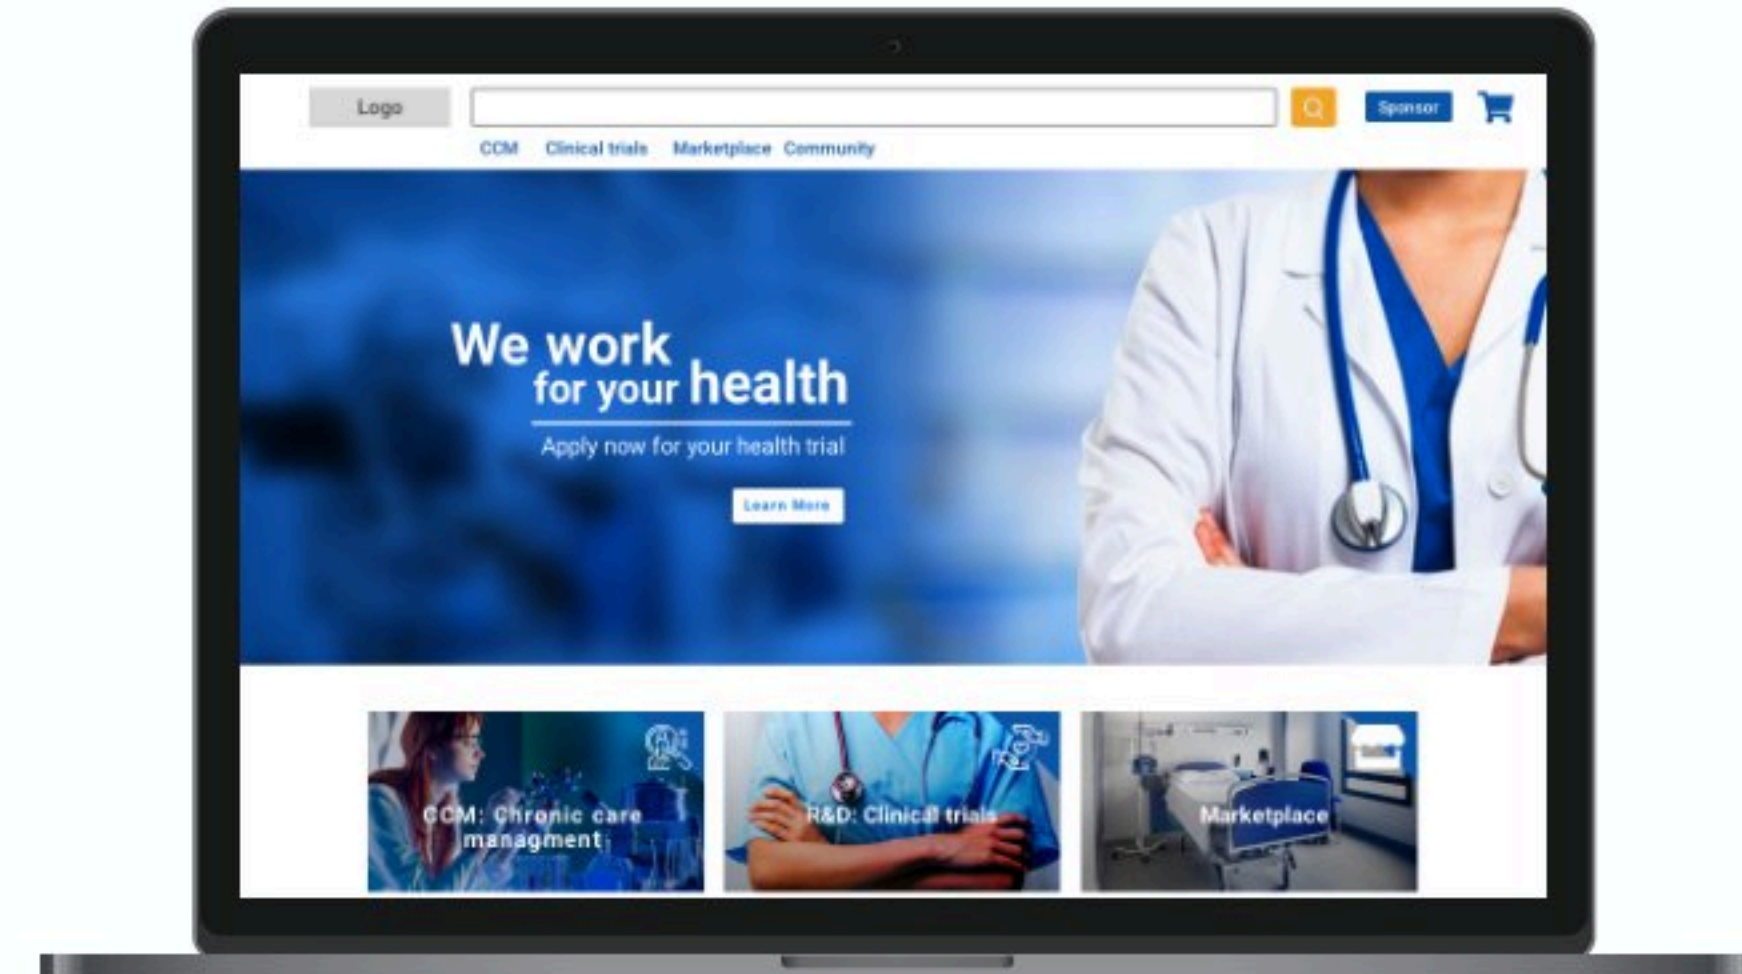 Logo
Sponsor
CCM Clinical trials Marketplace Community
We work
for your health
Apply now for your health trial
Learn More
CCM: Chronic care
managment
R&D: Clinical trials
Marketplace